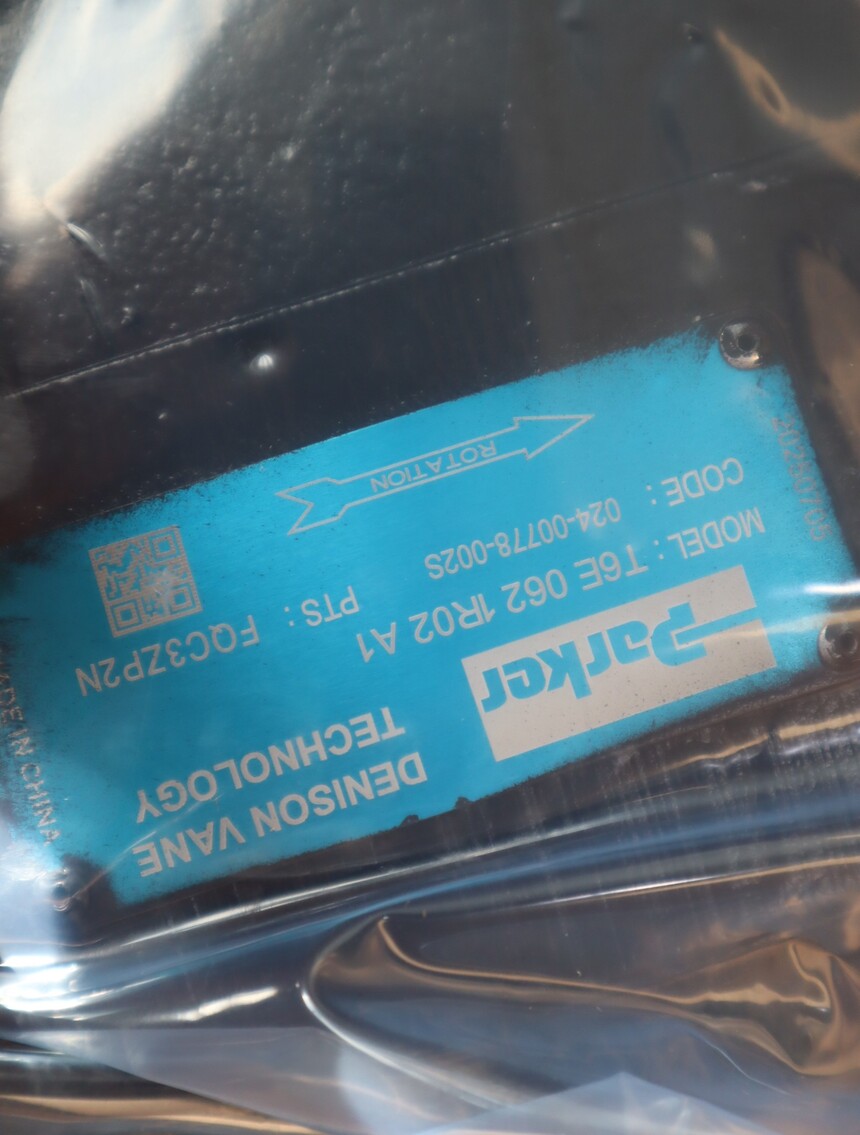 Parker
DENISON VANE
TECHNOLOGY
MODEL : T6E 062 1R02 A1
CODE : 024-00778-002S
PTS : FQC3ZP2N
ROTATION
MADE IN CHINA